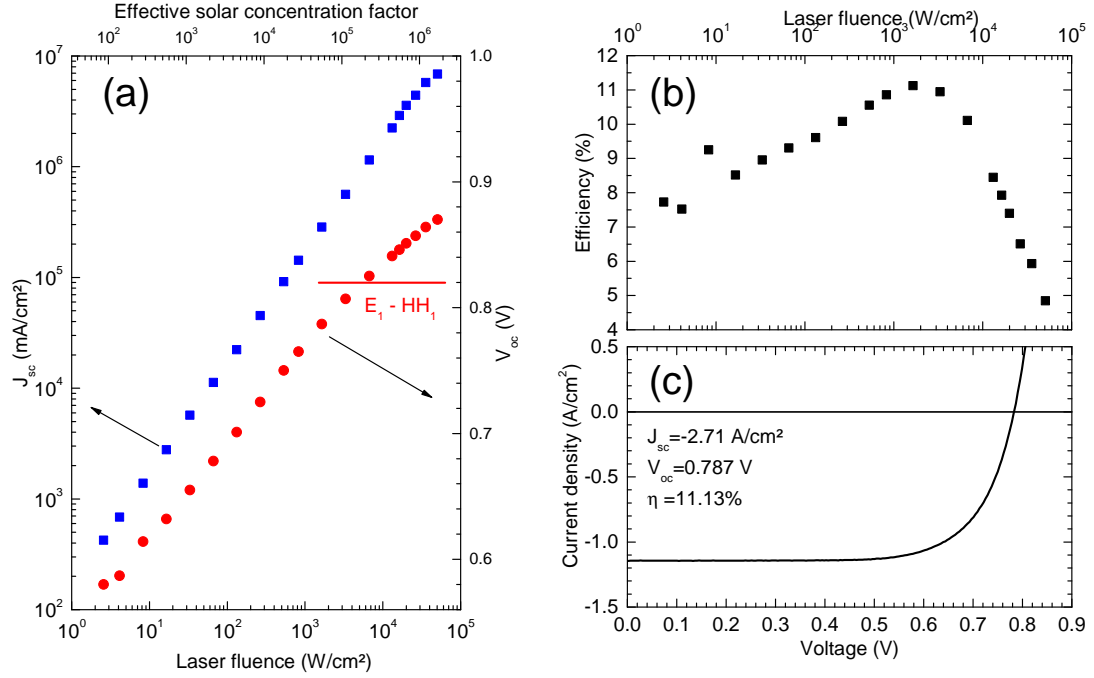 Effective solar concentration factor
10² 10³ 10⁴ 10⁵ 10⁶
(a)
J_sc (mA/cm²)
10⁷
10⁶
10⁵
10⁴
10³
10²
1.0
0.9
0.8
0.7
0.6
V_oc (V)
E₁ - HH₁
10⁰ 10¹ 10² 10³ 10⁴ 10⁵
Laser fluence (W/cm²)
Laser fluence (W/cm²)
10⁰ 10¹ 10² 10³ 10⁴ 10⁵
(b)
Efficiency (%)
12
11
10
9
8
7
6
5
4
(c)
Current density (A/cm²)
0.5
0.0
-0.5
-1.0
-1.5
J_sc=-2.71 A/cm²
V_oc=0.787 V
η =11.13%
0.0 0.1 0.2 0.3 0.4 0.5 0.6 0.7 0.8 0.9
Voltage (V)